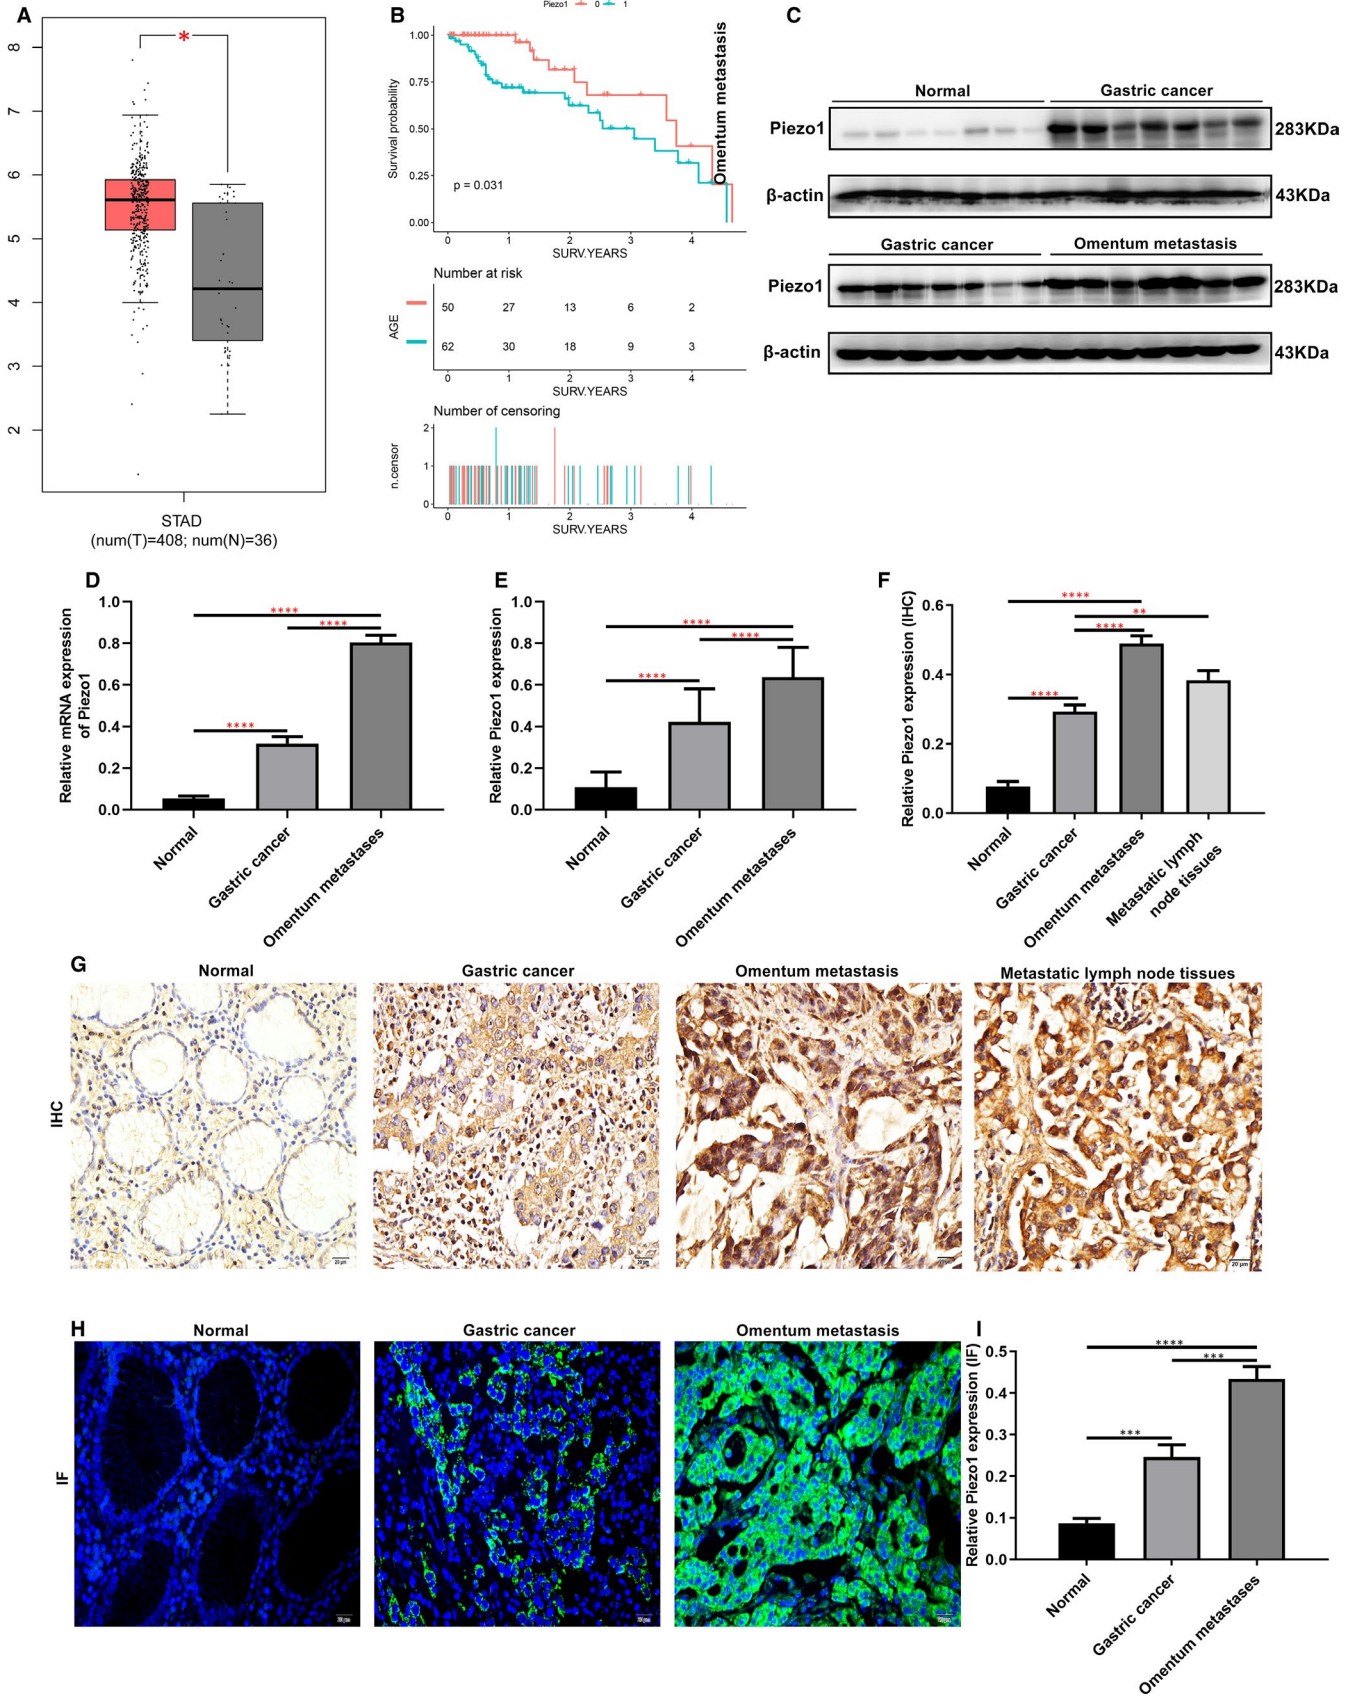 A
*
8
7
6
5
4
3
2
STAD
(num(T)=408; num(N)=36)
B
Piezo1 0 1
Survival probability
1.00
0.75
0.50
0.25
0.00
p = 0.031
0 1 2 3 4
SURV.YEARS
Omentum metastasis
Number at risk
AGE
50 27 13 6 2
62 30 18 9 3
0 1 2 3 4
SURV.YEARS
Number of censoring
n.censor
2
1
0
0 1 2 3 4
SURV.YEARS
C
Normal Gastric cancer
Piezo1 283KDa
β-actin 43KDa
Gastric cancer Omentum metastasis
Piezo1 283KDa
β-actin 43KDa
D
Relative mRNA expression
of Piezo1
1.0
0.8
0.6
0.4
0.2
0.0
****
****
****
Normal
Gastric cancer
Omentum metastases
E
Relative Piezo1 expression
1.0
0.8
0.6
0.4
0.2
0.0
****
****
****
Normal
Gastric cancer
Omentum metastases
F
Relative Piezo1 expression (IHC)
0.6
0.4
0.2
0.0
****
**
****
****
Normal
Gastric cancer
Omentum metastases
Metastatic lymph
node tissues
G
Normal Gastric cancer Omentum metastasis Metastatic lymph node tissues
IHC
20 μm
20 μm
20 μm
H
Normal Gastric cancer Omentum metastasis
IF
I
Relative Piezo1 expression (IF)
0.5
0.4
0.3
0.2
0.1
0.0
****
***
***
Normal
Gastric cancer
Omentum metastases